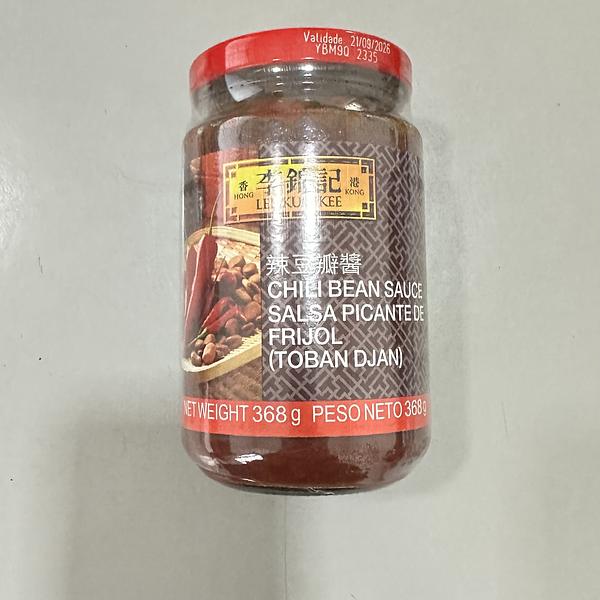 Validade 21/09/2026
YBM9Q 2335
香 李錦記 港
HONG LEE KUM KEE KONG
辣豆瓣醬
CHILI BEAN SAUCE
SALSA PICANTE DE
FRIJOL
(TOBAN DJAN)
NET WEIGHT 368 g PESO NETO 368 g